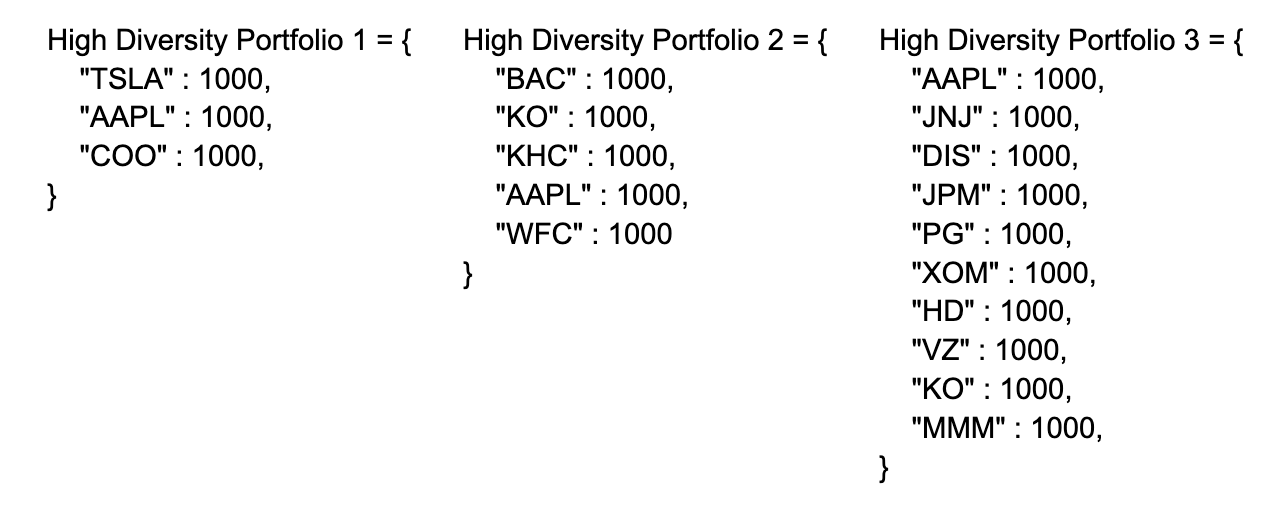 High Diversity Portfolio 1 = {
"TSLA" : 1000,
"AAPL" : 1000,
"COO" : 1000,
}
High Diversity Portfolio 2 = {
"BAC" : 1000,
"KO" : 1000,
"KHC" : 1000,
"AAPL" : 1000,
"WFC" : 1000
}
High Diversity Portfolio 3 = {
"AAPL" : 1000,
"JNJ" : 1000,
"DIS" : 1000,
"JPM" : 1000,
"PG" : 1000,
"XOM" : 1000,
"HD" : 1000,
"VZ" : 1000,
"KO" : 1000,
"MMM" : 1000,
}